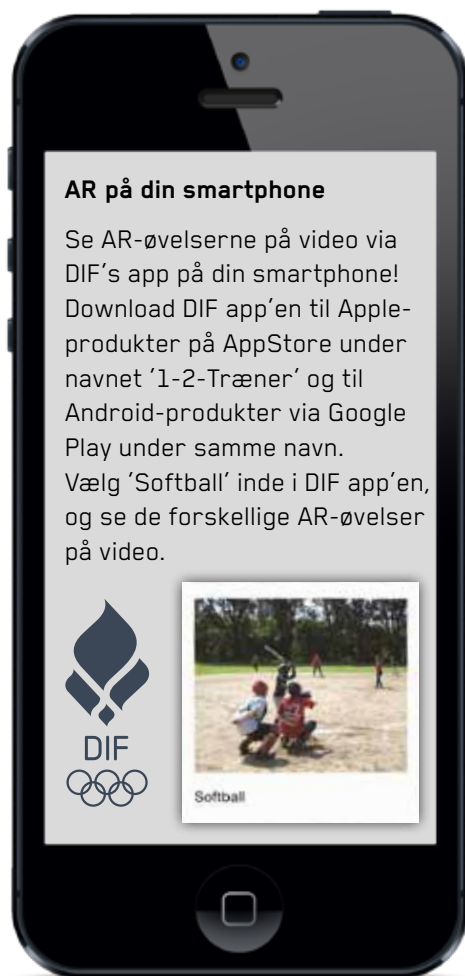 AR på din smartphone
Se AR-øvelserne på video via
DIF's app på din smartphone!
Download DIF app'en til Apple-
produkter på AppStore under
navnet '1-2-Træner' og til
Android-produkter via Google
Play under samme navn.
Vælg 'Softball' inde i DIF app'en,
og se de forskellige AR-øvelser
på video.
DIF
Softball